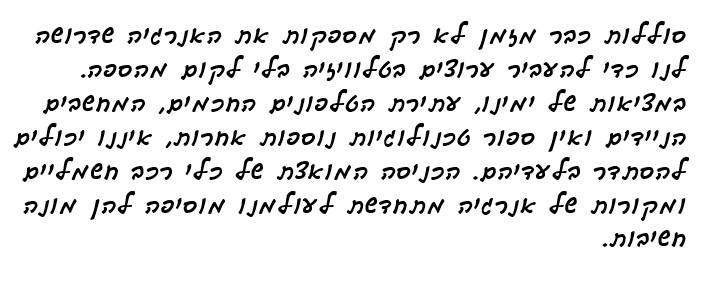 סוללות כבר מזמן לא רק מספקות את האנרגיה שדרושה
לנו כדי להעביר ערוצים בטלוויזיה בלי לקום מהספה.
במציאות של ימינו, עתירת הטלפונים החכמים, המחשבים
הניידים ואין ספור טכנולוגיות נוספות אחרות, איננו יכולים
להסתדר בלעדיהם. הכניסה המואצת של כלי רכב חשמליים
ומקורות של אנרגיה מתחדשת לעולמנו מוסיפה להן מונה
חשיבות.